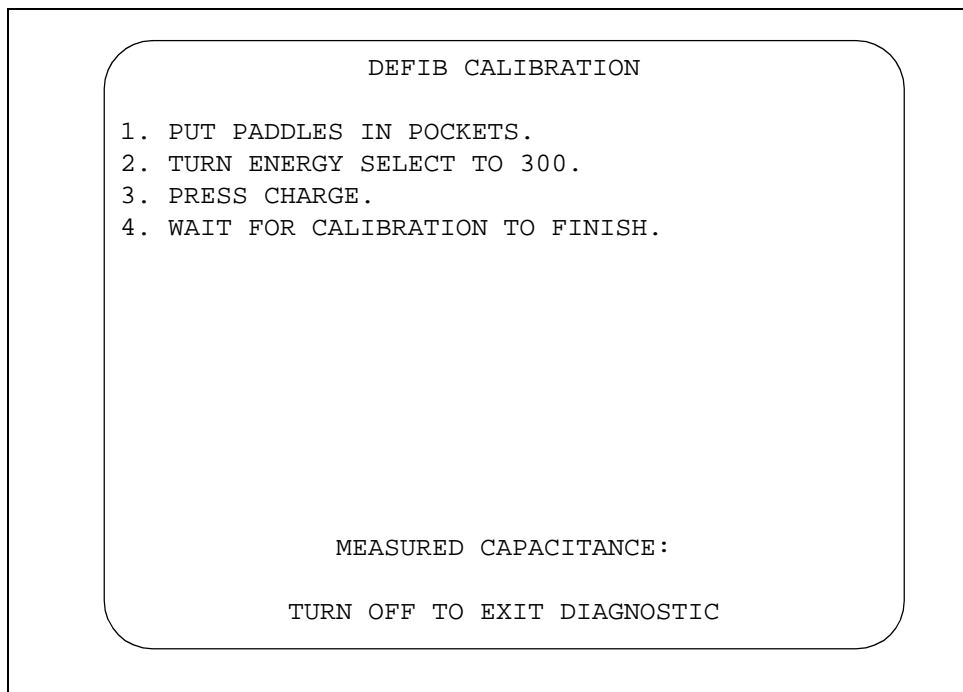 DEFIB CALIBRATION
1. PUT PADDLES IN POCKETS.
2. TURN ENERGY SELECT TO 300.
3. PRESS CHARGE.
4. WAIT FOR CALIBRATION TO FINISH.
MEASURED CAPACITANCE:
TURN OFF TO EXIT DIAGNOSTIC